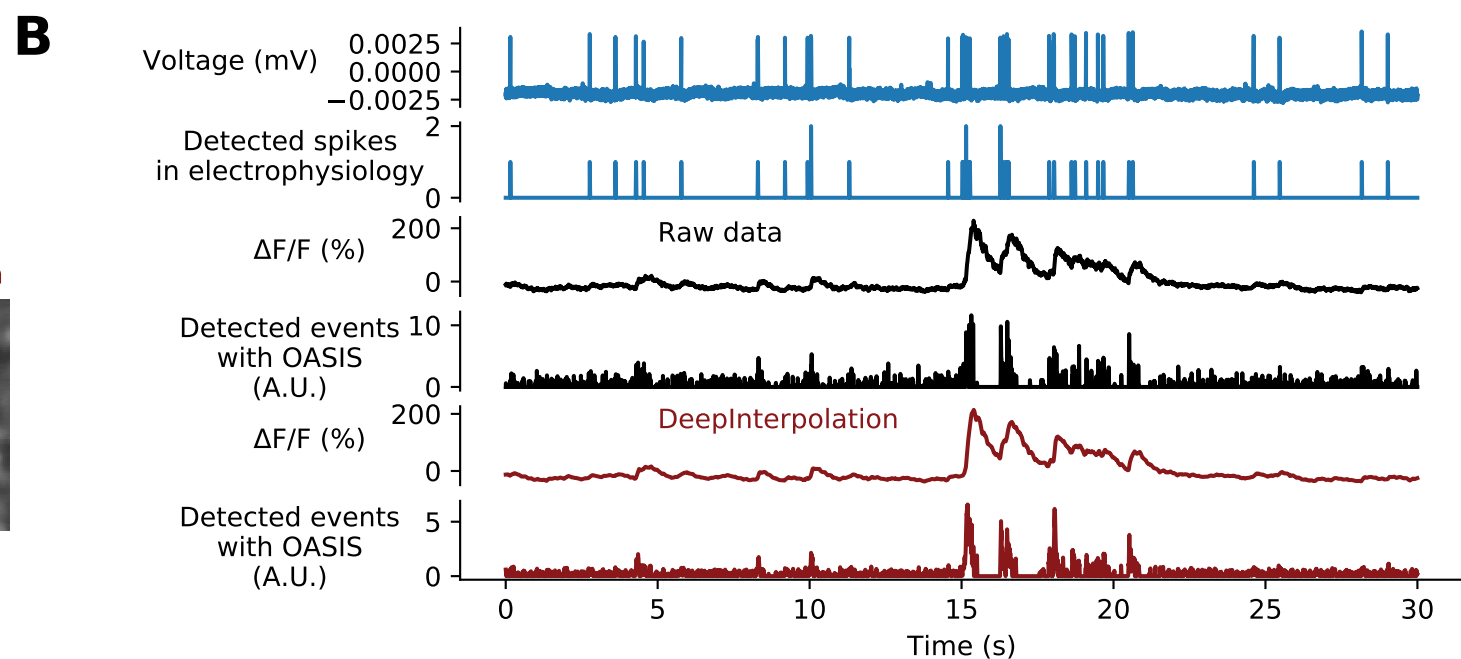 B
Voltage (mV)
0.0025
0.0000
−0.0025
Detected spikes
in electrophysiology
2
0
ΔF/F (%)
200
0
Raw data
Detected events
with OASIS
(A.U.)
10
0
ΔF/F (%)
200
0
DeepInterpolation
Detected events
with OASIS
(A.U.)
5
0
0 5 10 15 20 25 30
Time (s)